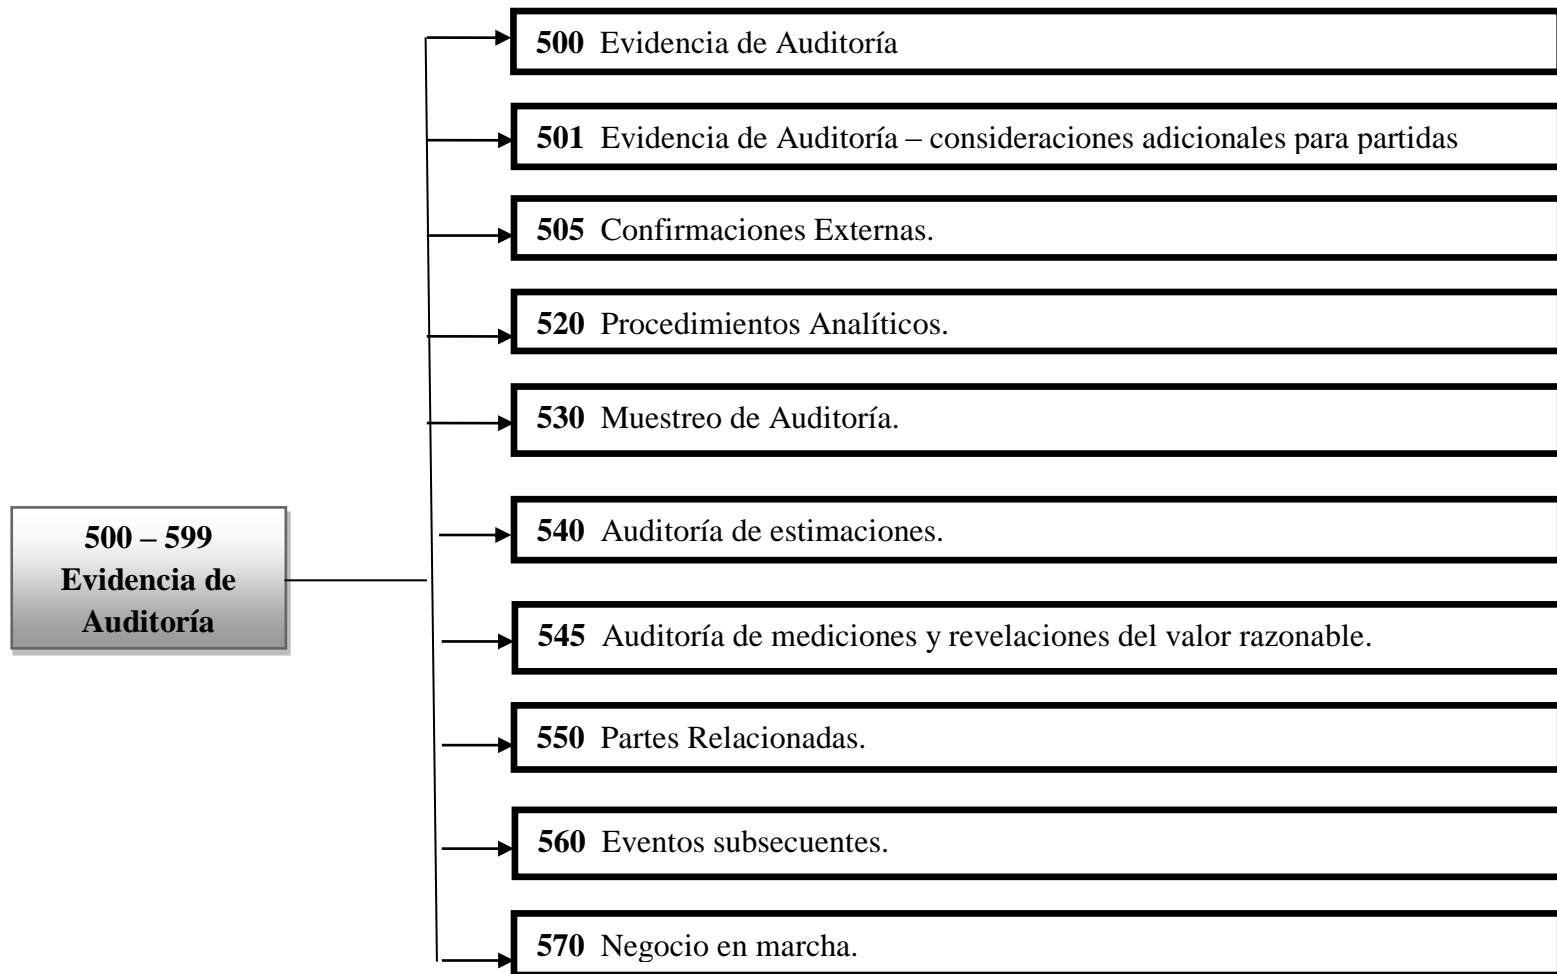 500 Evidencia de Auditoría
501 Evidencia de Auditoría – consideraciones adicionales para partidas
505 Confirmaciones Externas.
520 Procedimientos Analíticos.
530 Muestreo de Auditoría.
540 Auditoría de estimaciones.
500 – 599
Evidencia de
Auditoría
545 Auditoría de mediciones y revelaciones del valor razonable.
550 Partes Relacionadas.
560 Eventos subsecuentes.
570 Negocio en marcha.